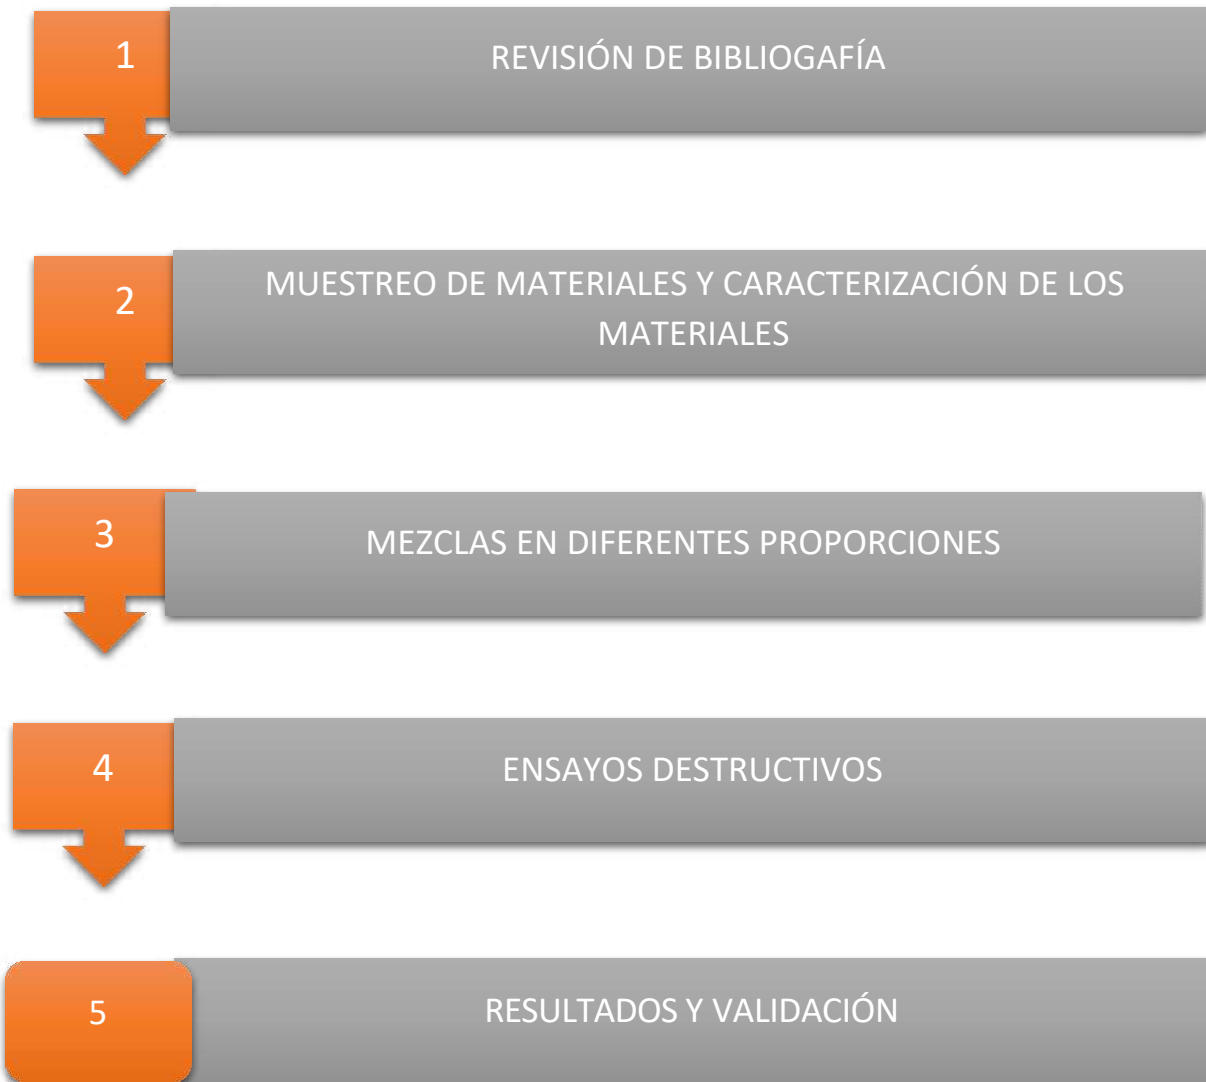 1
REVISIÓN DE BIBLIOGAFÍA
2
MUESTREO DE MATERIALES Y CARACTERIZACIÓN DE LOS
MATERIALES
3
MEZCLAS EN DIFERENTES PROPORCIONES
4
ENSAYOS DESTRUCTIVOS
5
RESULTADOS Y VALIDACIÓN